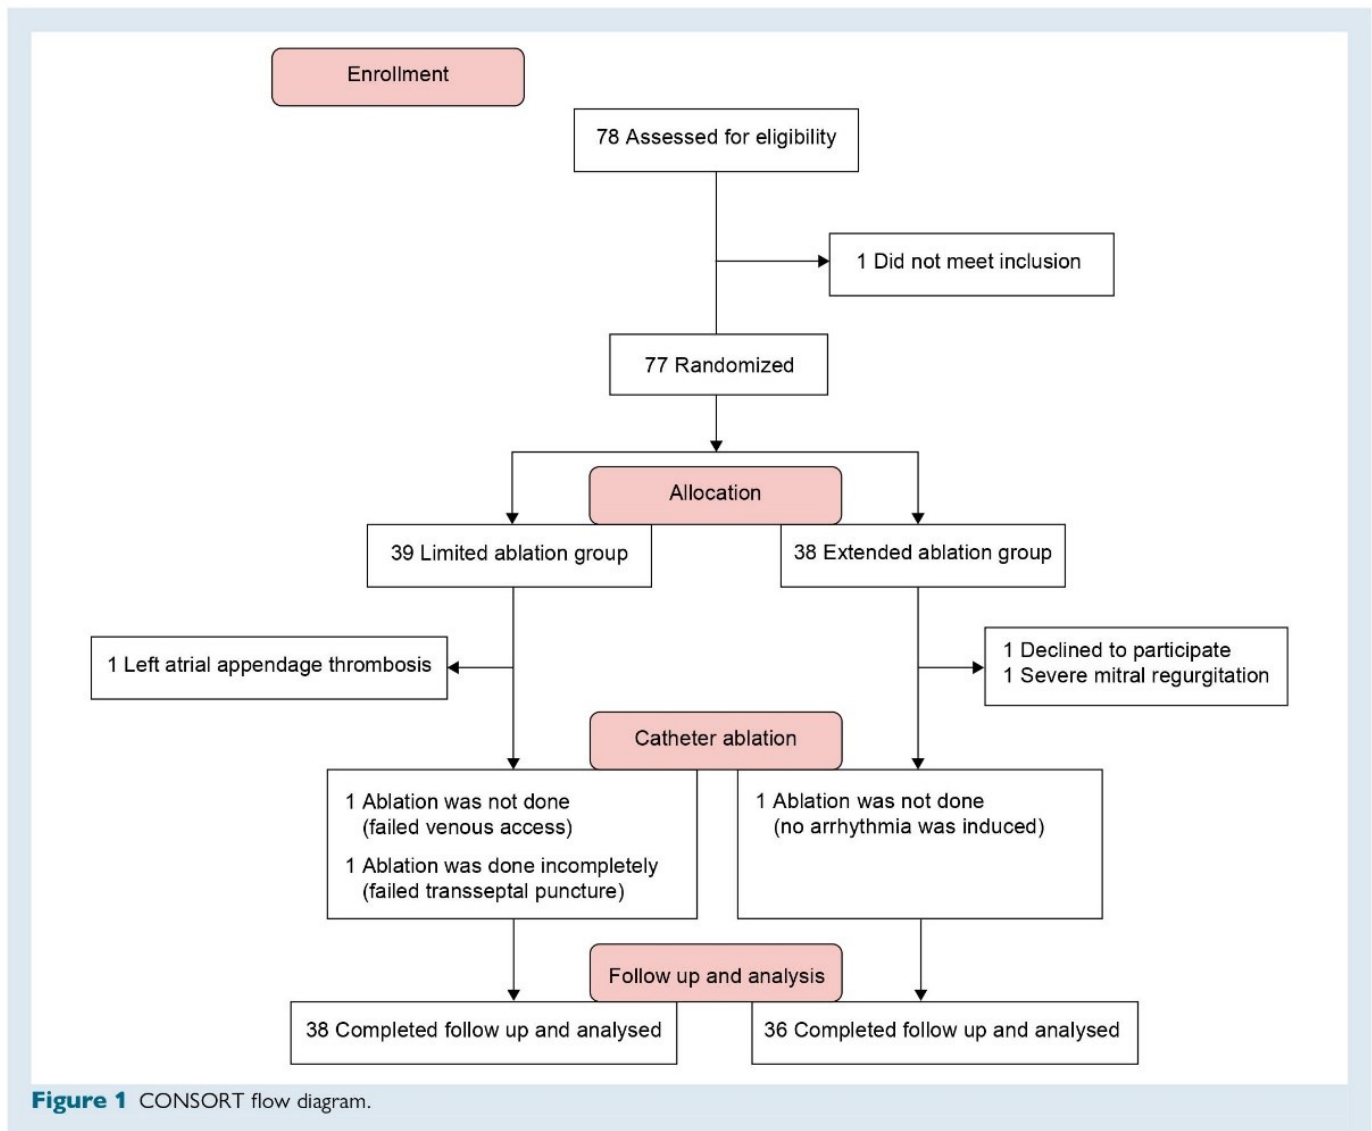 Enrollment
78 Assessed for eligibility
1 Did not meet inclusion
77 Randomized
Allocation
39 Limited ablation group
38 Extended ablation group
1 Left atrial appendage thrombosis
1 Declined to participate
1 Severe mitral regurgitation
Catheter ablation
1 Ablation was not done
(failed venous access)
1 Ablation was done incompletely
(failed transseptal puncture)
1 Ablation was not done
(no arrhythmia was induced)
Follow up and analysis
38 Completed follow up and analysed
36 Completed follow up and analysed
Figure 1 CONSORT flow diagram.